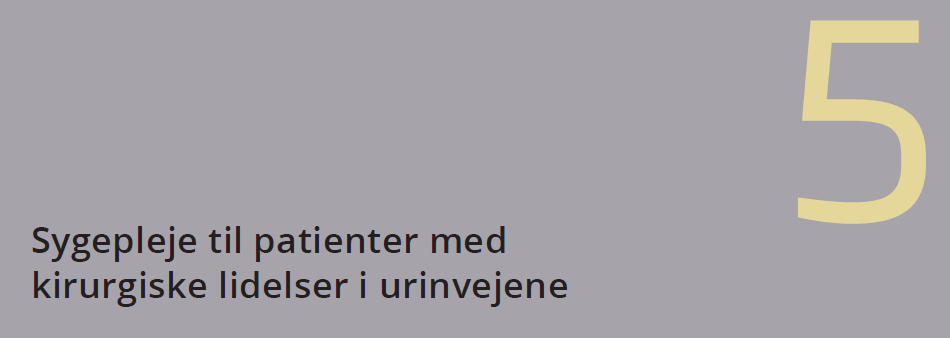 5
Sygepleje til patienter med
kirurgiske lidelser i urinvejene